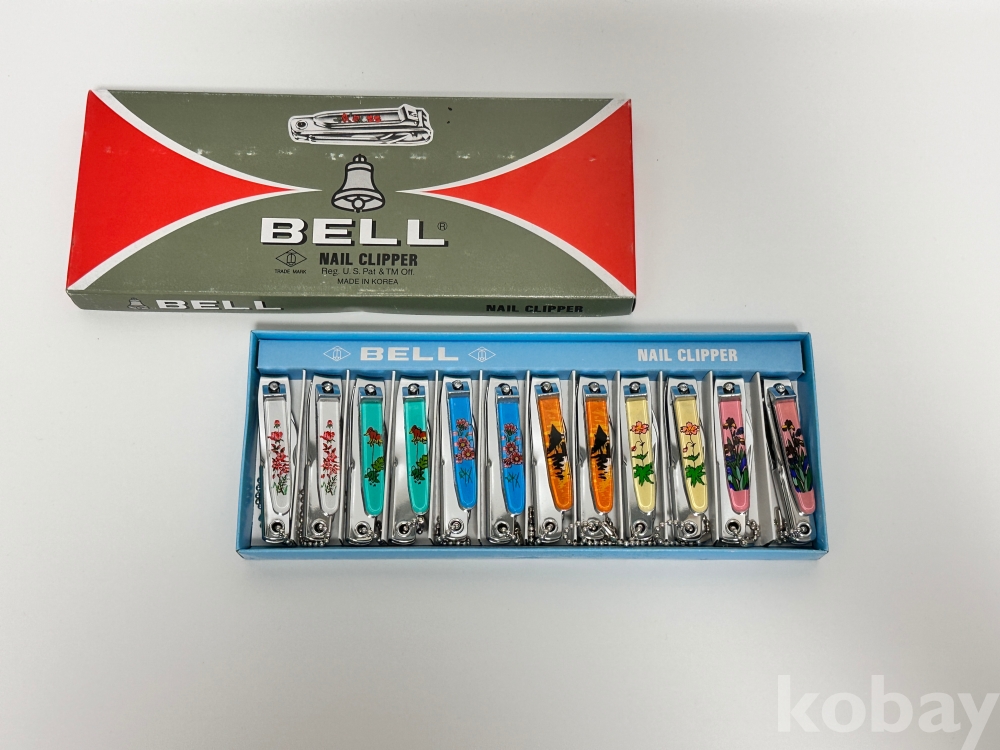 BELL®
NAIL CLIPPER
TRADE MARK
Reg. U.S. Pat & TM Off.
MADE IN KOREA
BELL
NAIL CLIPPER
BELL
NAIL CLIPPER
kobay